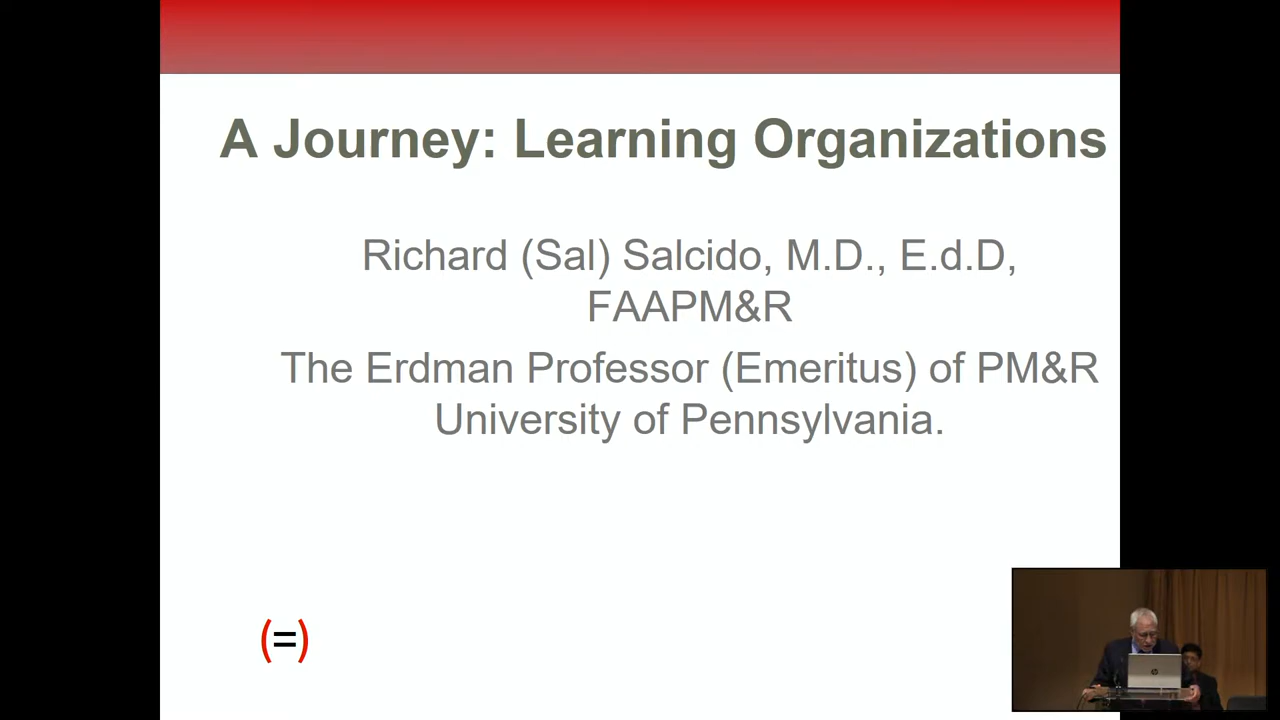 A Journey: Learning Organizations
Richard (Sal) Salcido, M.D., E.d.D,
FAAPM&R
The Erdman Professor (Emeritus) of PM&R
University of Pennsylvania.
(=)